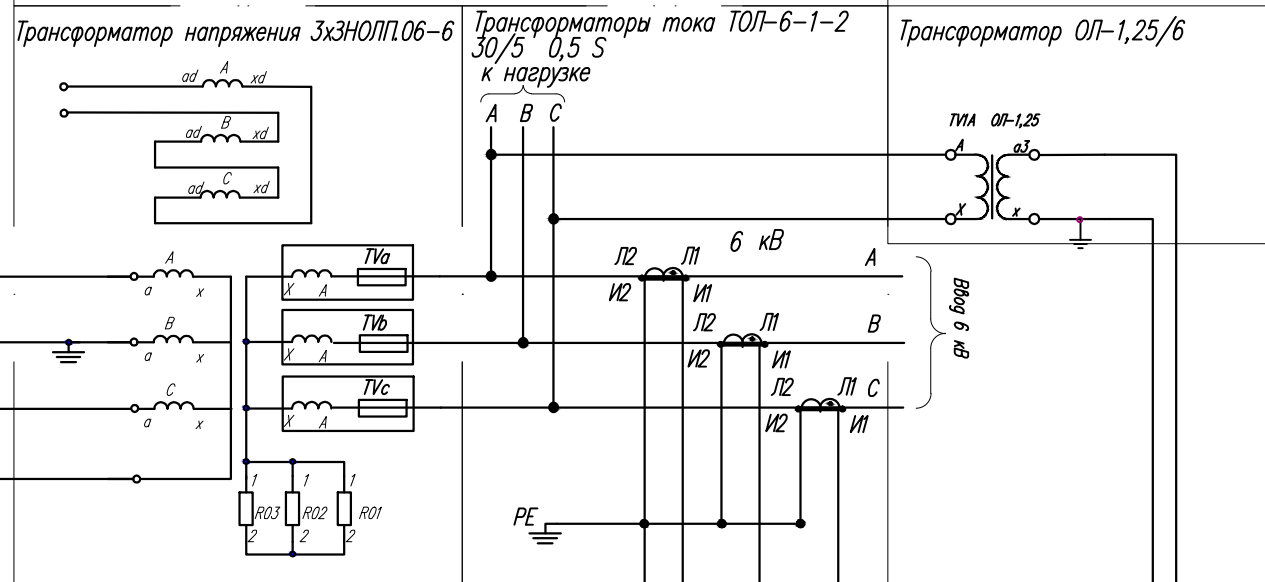 Трансформатор напряжения 3х3НОЛП.06-6
Трансформаторы тока ТОЛ-6-1-2
30/5 0,5 S
к нагрузке
A B C
Трансформатор ОЛ-1,25/6
ad A xd
ad B xd
ad C xd
TV1A ОЛ-1,25
A a3
X x
6 кВ
A
a x
X A
TVa
Л2 Л1
И2 И1
A
B
a x
X A
TVb
Л2 Л1
И2 И1
B
C
a x
X A
TVc
Л2 Л1
И2 И1
C
Ввод 6 кВ
1 1 1
R03 R02 R01
2 2 2
PE